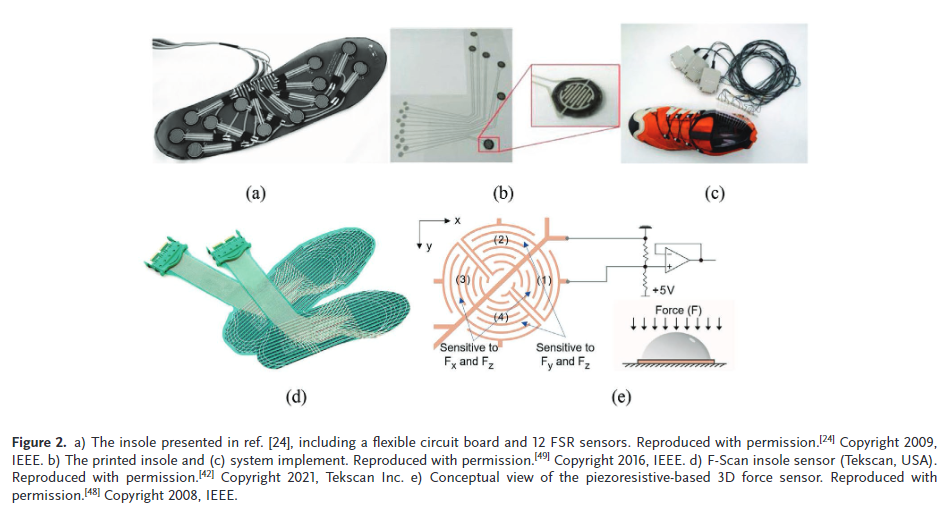 (a)
(b)
(c)
x
y
(2)
(3)
(1)
(4)
+5V
Force (F)
Sensitive to
Fx and Fz
Sensitive to
Fy and Fz
(d)
(e)
Figure 2. a) The insole presented in ref. [24], including a flexible circuit board and 12 FSR sensors. Reproduced with permission.[24] Copyright 2009,
IEEE. b) The printed insole and (c) system implement. Reproduced with permission.[49] Copyright 2016, IEEE. d) F-Scan insole sensor (Tekscan, USA).
Reproduced with permission.[42] Copyright 2021, Tekscan Inc. e) Conceptual view of the piezoresistive-based 3D force sensor. Reproduced with
permission.[48] Copyright 2008, IEEE.